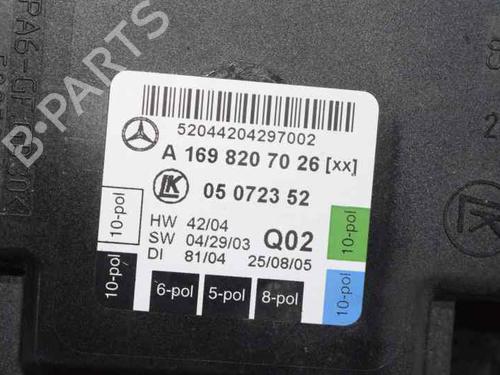 52044204297002
A 169 820 70 26 [xx]
LK 05 0723 52
HW 42/04
SW 04/29/03 Q02
DI 81/04 25/08/05
10-pol
10-pol
10-pol
10-pol
6-pol 5-pol 8-pol
B-PARTS
2